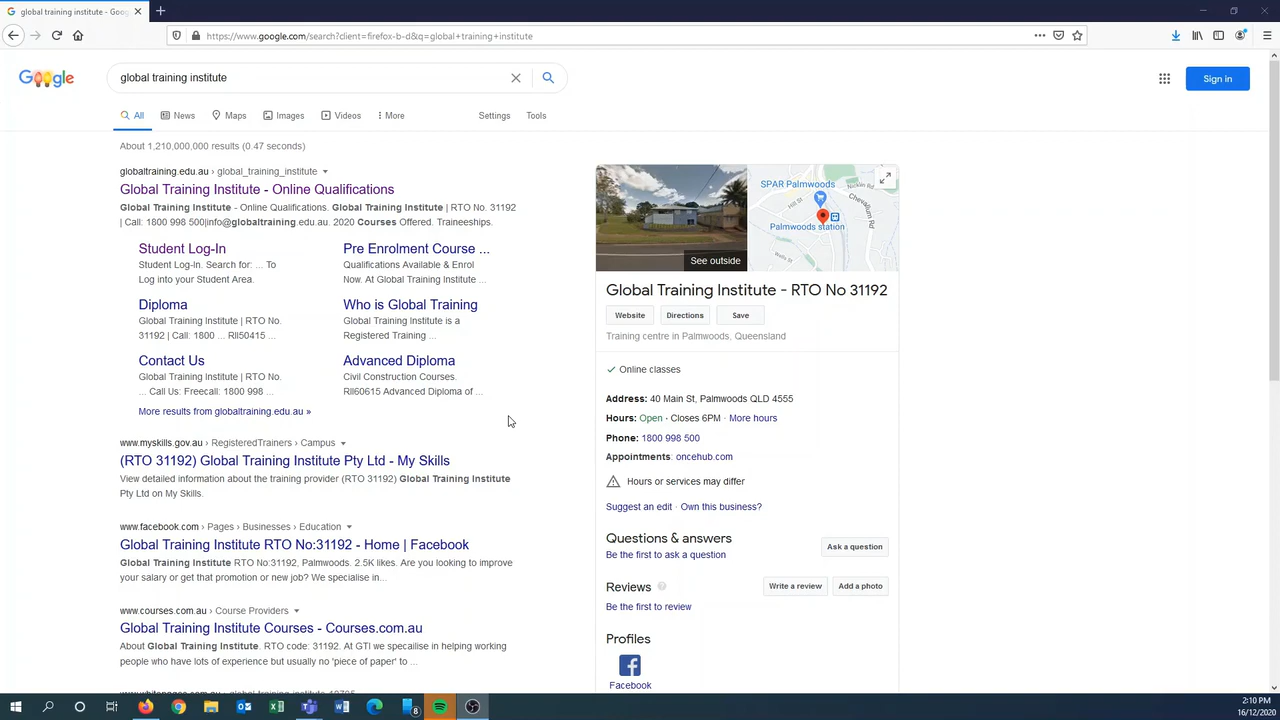 global training institute - Goog
https://www.google.com/search?client=firefox-b-d&q=global+training+institute
Google
global training institute
Sign in
All
News
Maps
Images
Videos
More
Settings
Tools
About 1,210,000,000 results (0.47 seconds)
globaltraining.edu.au › global_training_institute
Global Training Institute - Online Qualifications
Global Training Institute - Online Qualifications. Global Training Institute | RTO No. 31192
| Call: 1800 998 500|info@globaltraining.edu.au. 2020 Courses Offered. Traineeships.
Student Log-In
Student Log-In. Search for: ... To
Log into your Student Area.
Pre Enrolment Course ...
Qualifications Available & Enrol
Now. At Global Training Institute ...
Diploma
Global Training Institute | RTO No.
31192 | Call: 1800 ... RII50415 ...
Who is Global Training
Global Training Institute is a
Registered Training ...
Contact Us
Global Training Institute | RTO No.
... Call Us: Freecall: 1800 998 ...
Advanced Diploma
Civil Construction Courses.
RII60615 Advanced Diploma of ...
More results from globaltraining.edu.au »
www.myskills.gov.au › RegisteredTrainers › Campus
(RTO 31192) Global Training Institute Pty Ltd - My Skills
View detailed information about the training provider (RTO 31192) Global Training Institute
Pty Ltd on My Skills.
www.facebook.com › Pages › Businesses › Education
Global Training Institute RTO No:31192 - Home | Facebook
Global Training Institute RTO No:31192, Palmwoods. 2.5K likes. Are you looking to improve
your salary or get that promotion or new job? We specialise in...
www.courses.com.au › Course Providers
Global Training Institute Courses - Courses.com.au
About Global Training Institute. RTO code: 31192. At GTI we specailise in helping working
people who have lots of experience but usually no 'piece of paper' to ...
See outside
SPAR Palmwoods
Hill St
Chevallum Rd
Palmwoods station
Global Training Institute - RTO No 31192
Website
Directions
Save
Training centre in Palmwoods, Queensland
Online classes
Address: 40 Main St, Palmwoods QLD 4555
Hours: Open · Closes 6PM · More hours
Phone: 1800 998 500
Appointments: oncehub.com
Hours or services may differ
Suggest an edit · Own this business?
Questions & answers
Be the first to ask a question
Ask a question
Reviews
Write a review
Add a photo
Be the first to review
Profiles
Facebook
8
2:10 PM
16/12/2020